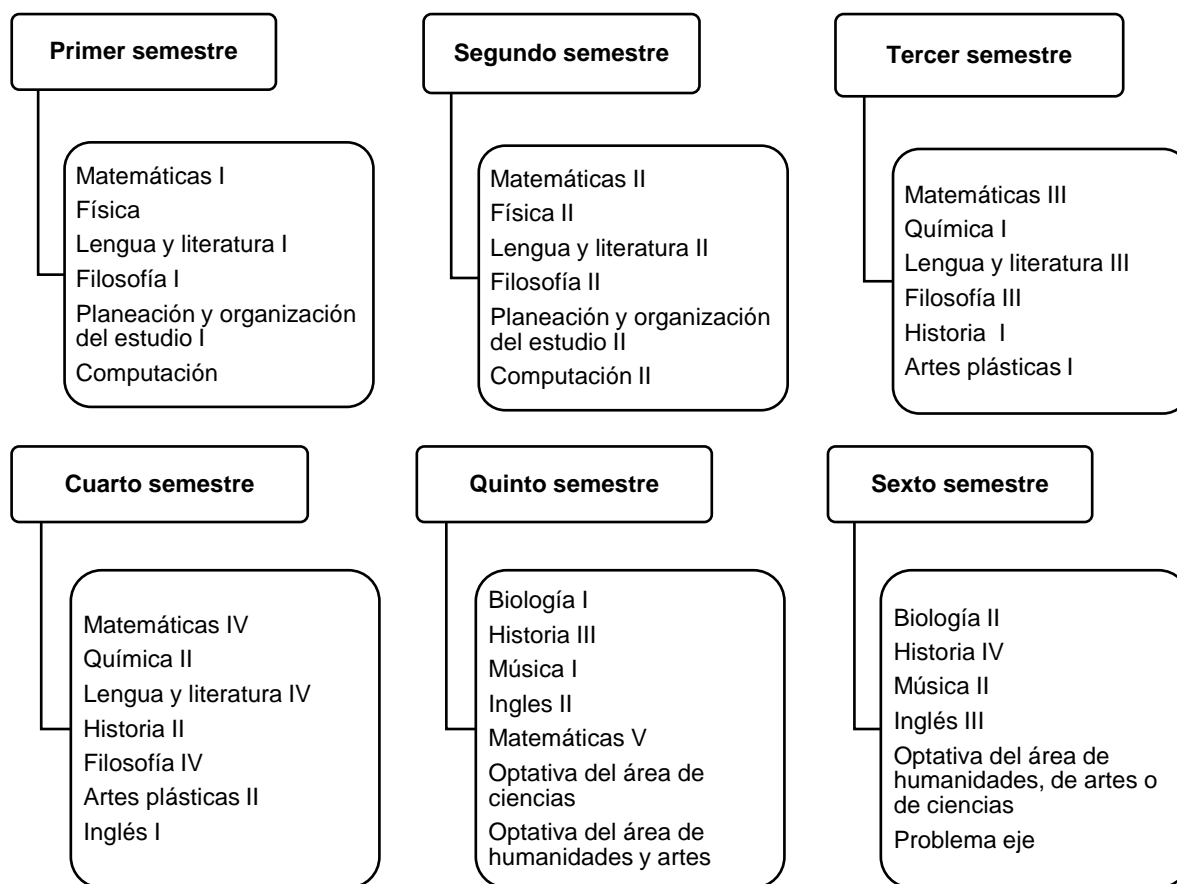 Primer semestre
Matemáticas I
Física
Lengua y literatura I
Filosofía I
Planeación y organización
del estudio I
Computación
Segundo semestre
Matemáticas II
Física II
Lengua y literatura II
Filosofía II
Planeación y organización
del estudio II
Computación II
Tercer semestre
Matemáticas III
Química I
Lengua y literatura III
Filosofía III
Historia  I
Artes plásticas I
Cuarto semestre
Matemáticas IV
Química II
Lengua y literatura IV
Historia II
Filosofía IV
Artes plásticas II
Inglés I
Quinto semestre
Biología I
Historia III
Música I
Ingles II
Matemáticas V
Optativa del área de
ciencias
Optativa del área de
humanidades y artes
Sexto semestre
Biología II
Historia IV
Música II
Inglés III
Optativa del área de
humanidades, de artes o
de ciencias
Problema eje